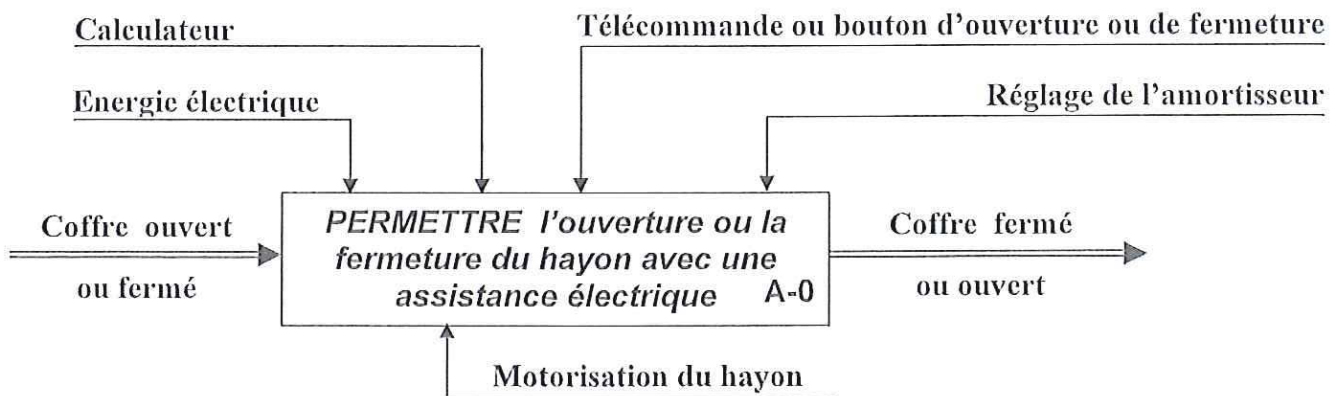 Calculateur
Télécommande ou bouton d’ouverture ou de fermeture
Energie électrique
Réglage de l’amortisseur
Coffre ouvert
ou fermé
PERMETTRE l’ouverture ou la
fermeture du hayon avec une
assistance électrique A-0
Coffre fermé
ou ouvert
Motorisation du hayon